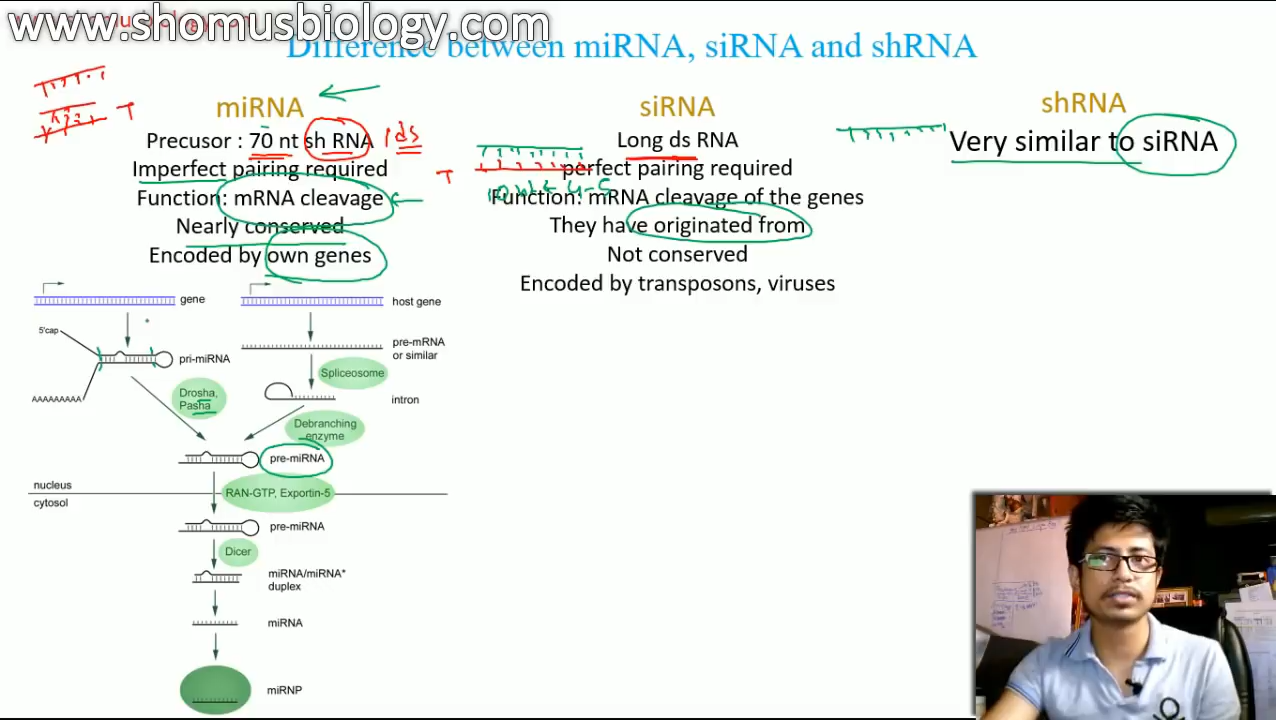 www.shomusbiology.com
Difference between miRNA, siRNA and shRNA
miRNA
Precusor : 70 nt sh RNA
1ds
T
Imperfect pairing required
Function: mRNA cleavage
Nearly conserved
Encoded by own genes
siRNA
Long ds RNA
T
perfect pairing required
Function: mRNA cleavage of the genes
They have originated from
Not conserved
Encoded by transposons, viruses
shRNA
Very similar to siRNA
gene
5'cap
pri-miRNA
AAAAAAAAA
Drosha,
Pasha
host gene
pre-mRNA
or similar
Spliceosome
intron
Debranching
enzyme
pre-miRNA
nucleus
cytosol
RAN-GTP, Exportin-5
pre-miRNA
Dicer
miRNA/miRNA*
duplex
miRNA
miRNP